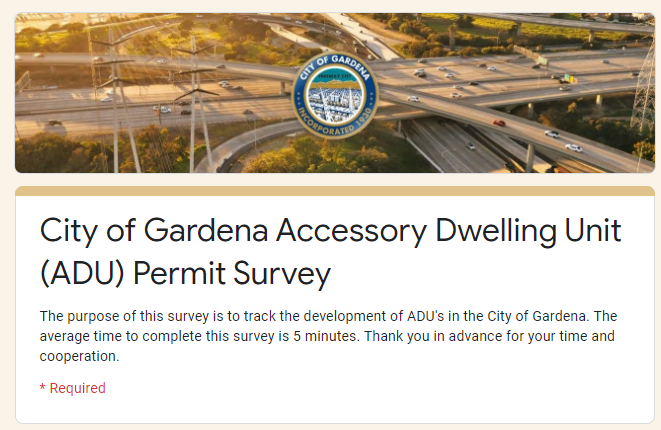 CITY OF GARDENA
FREEWAY CITY
INCORPORATED 1930
City of Gardena Accessory Dwelling Unit
(ADU) Permit Survey
The purpose of this survey is to track the development of ADU's in the City of Gardena. The
average time to complete this survey is 5 minutes. Thank you in advance for your time and
cooperation.
* Required